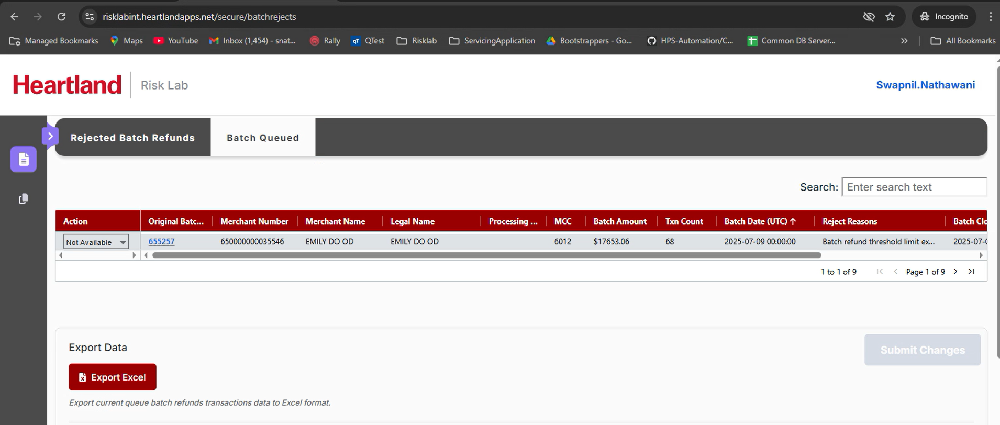 risklabint.heartlandapps.net/secure/batchrejects
Incognito
Managed Bookmarks
Maps
YouTube
Inbox (1,454) - snat...
Rally
qT QTest
Risklab
ServicingApplication
Bootstrappers - Go...
HPS-Automation/C...
Common DB Server...
»
All Bookmarks
Heartland
Risk Lab
Swapnil.Nathawani
Rejected Batch Refunds
Batch Queued
Search: Enter search text
Action Original Batc... Merchant Number Merchant Name Legal Name Processing ... MCC Batch Amount Txn Count Batch Date (UTC) ↑ Reject Reasons Batch Clo
Not Available 655257 650000000035546 EMILY DO OD EMILY DO OD 6012 $17653.06 68 2025-07-09 00:00:00 Batch refund threshold limit ex... 2025-07-0
1 to 1 of 9 Page 1 of 9
Export Data
Submit Changes
Export Excel
Export current queue batch refunds transactions data to Excel format.